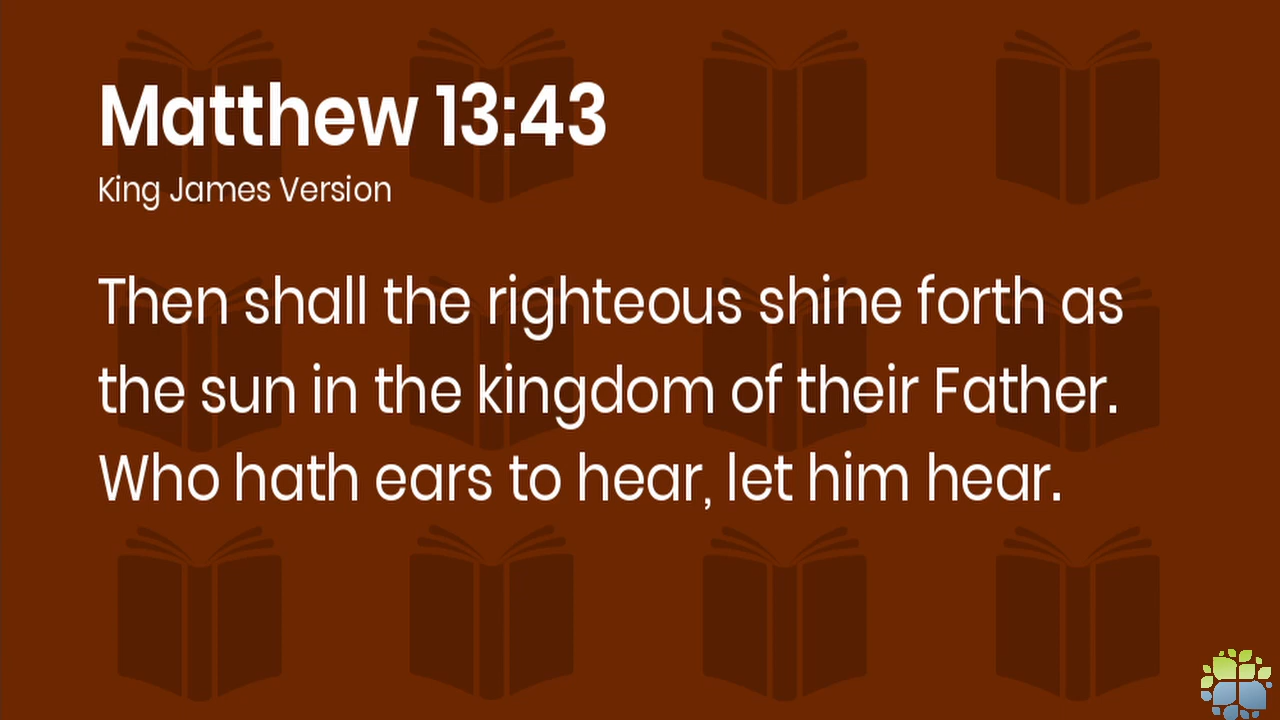 Matthew 13:43
King James Version
Then shall the righteous shine forth as
the sun in the kingdom of their Father.
Who hath ears to hear, let him hear.